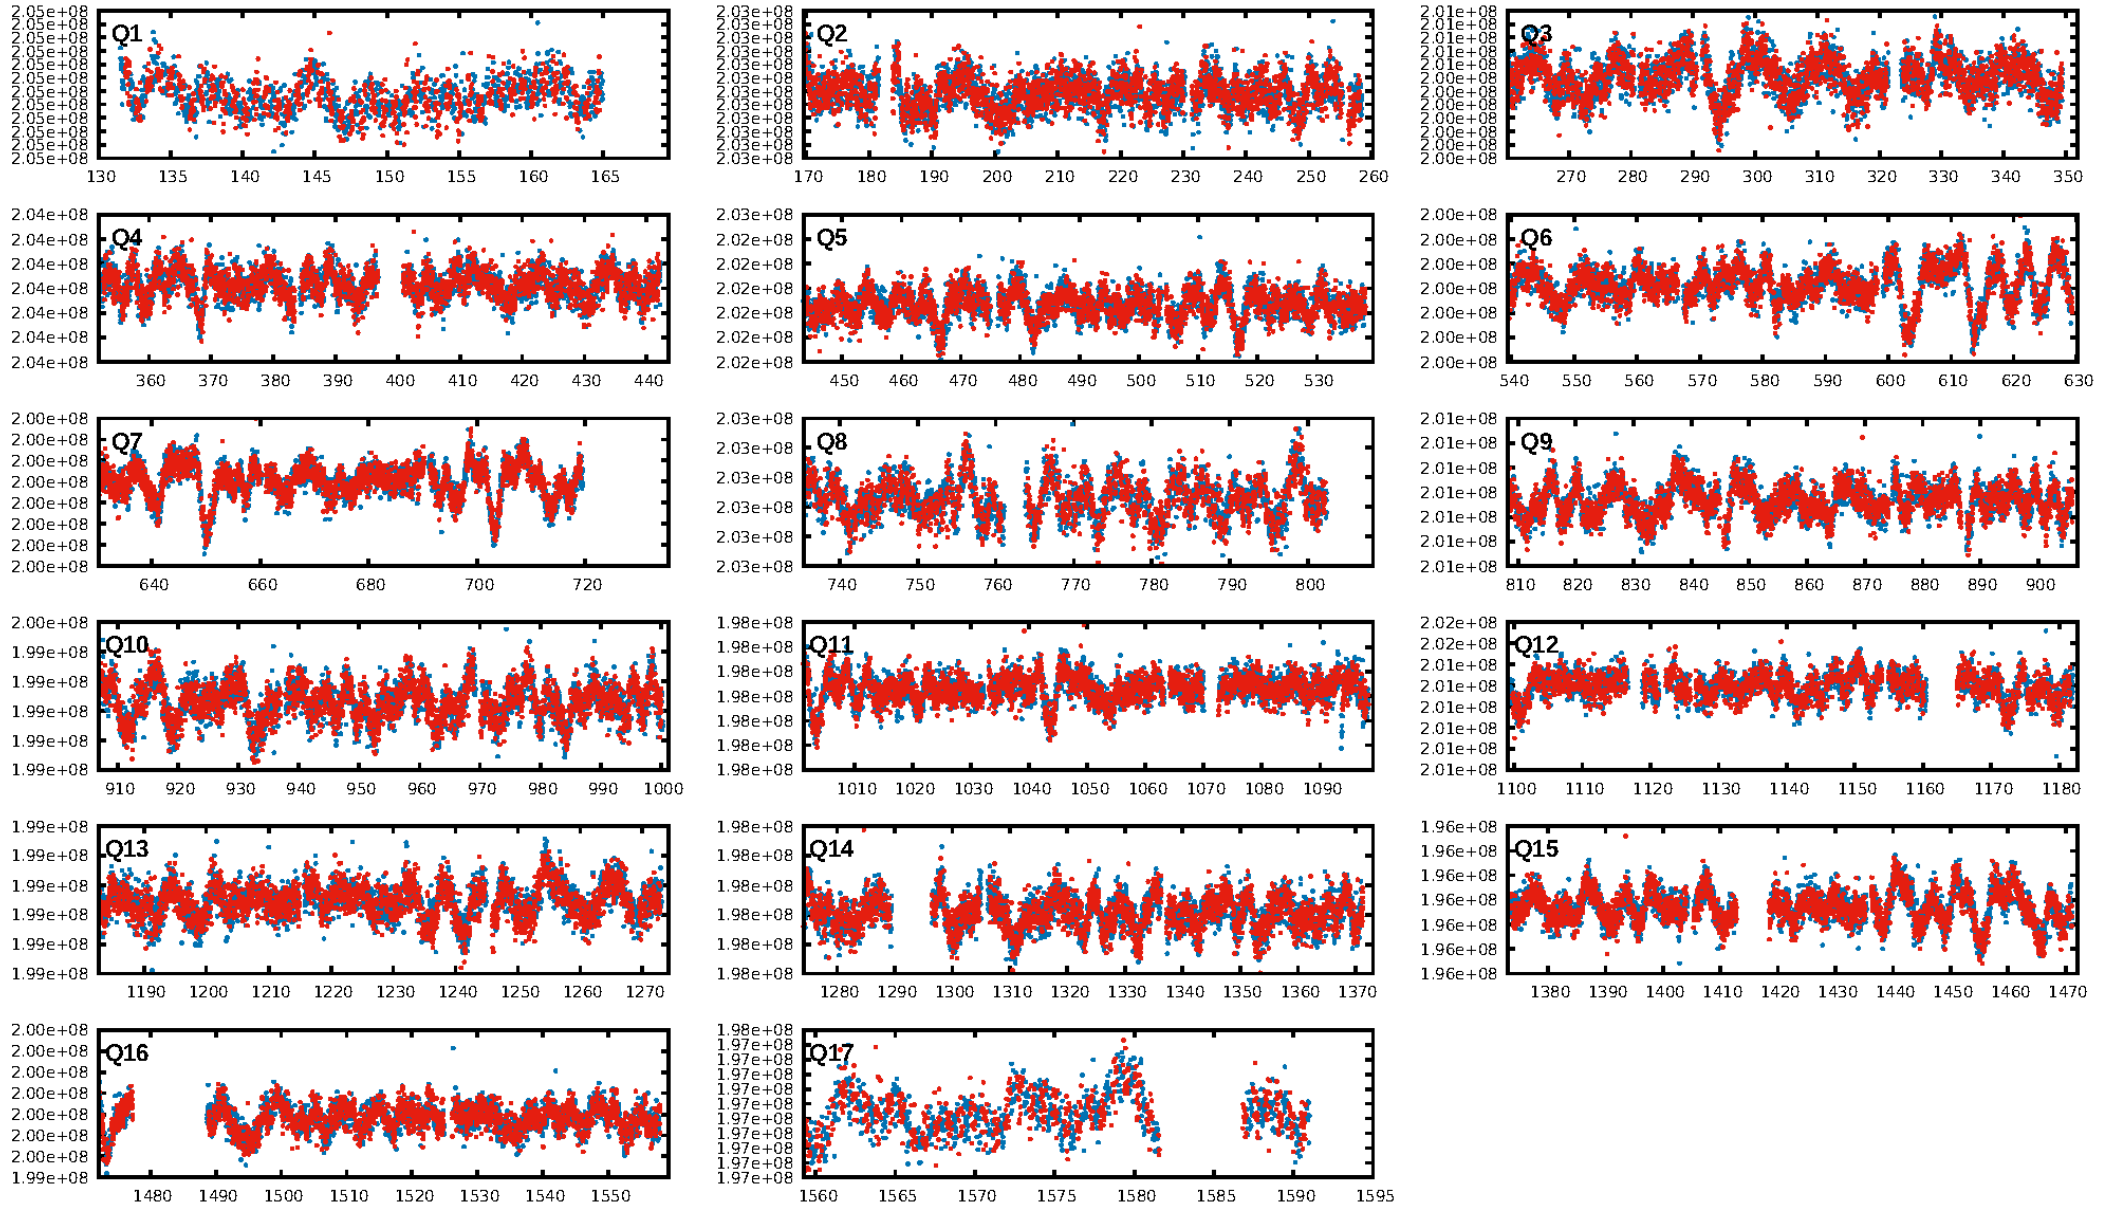 Q1
2.05e+08
2.05e+08
2.05e+08
2.05e+08
2.05e+08
2.05e+08
2.05e+08
2.05e+08
2.05e+08
2.05e+08
2.05e+08
2.05e+08
130 135 140 145 150 155 160 165
Q2
2.03e+08
2.03e+08
2.03e+08
2.03e+08
2.03e+08
2.03e+08
2.03e+08
2.03e+08
2.03e+08
2.03e+08
2.03e+08
2.03e+08
170 180 190 200 210 220 230 240 250 260
Q3
2.01e+08
2.01e+08
2.01e+08
2.01e+08
2.01e+08
2.00e+08
2.00e+08
2.00e+08
2.00e+08
2.00e+08
2.00e+08
2.00e+08
270 280 290 300 310 320 330 340 350
Q4
2.04e+08
2.04e+08
2.04e+08
2.04e+08
2.04e+08
2.04e+08
2.04e+08
360 370 380 390 400 410 420 430 440
Q5
2.03e+08
2.02e+08
2.02e+08
2.02e+08
2.02e+08
2.02e+08
2.02e+08
450 460 470 480 490 500 510 520 530
Q6
2.00e+08
2.00e+08
2.00e+08
2.00e+08
2.00e+08
2.00e+08
2.00e+08
540 550 560 570 580 590 600 610 620 630
Q7
2.00e+08
2.00e+08
2.00e+08
2.00e+08
2.00e+08
2.00e+08
2.00e+08
2.00e+08
640 660 680 700 720
Q8
2.03e+08
2.03e+08
2.03e+08
2.03e+08
2.03e+08
2.03e+08
740 750 760 770 780 790 800
Q9
2.01e+08
2.01e+08
2.01e+08
2.01e+08
2.01e+08
2.01e+08
2.01e+08
810 820 830 840 850 860 870 880 890 900
Q10
2.00e+08
1.99e+08
1.99e+08
1.99e+08
1.99e+08
1.99e+08
910 920 930 940 950 960 970 980 990 1000
Q11
1.98e+08
1.98e+08
1.98e+08
1.98e+08
1.98e+08
1.98e+08
1.98e+08
1010 1020 1030 1040 1050 1060 1070 1080 1090
Q12
2.02e+08
2.02e+08
2.01e+08
2.01e+08
2.01e+08
2.01e+08
2.01e+08
2.01e+08
1100 1110 1120 1130 1140 1150 1160 1170 1180
Q13
1.99e+08
1.99e+08
1.99e+08
1.99e+08
1.99e+08
1.99e+08
1190 1200 1210 1220 1230 1240 1250 1260 1270
Q14
1.98e+08
1.98e+08
1.98e+08
1.98e+08
1.98e+08
1.98e+08
1280 1290 1300 1310 1320 1330 1340 1350 1360 1370
Q15
1.96e+08
1.96e+08
1.96e+08
1.96e+08
1.96e+08
1.96e+08
1.96e+08
1380 1390 1400 1410 1420 1430 1440 1450 1460 1470
Q16
2.00e+08
2.00e+08
2.00e+08
2.00e+08
2.00e+08
2.00e+08
2.00e+08
1.99e+08
1480 1490 1500 1510 1520 1530 1540 1550
Q17
1.98e+08
1.97e+08
1.97e+08
1.97e+08
1.97e+08
1.97e+08
1.97e+08
1.97e+08
1.97e+08
1.97e+08
1.97e+08
1560 1565 1570 1575 1580 1585 1590 1595